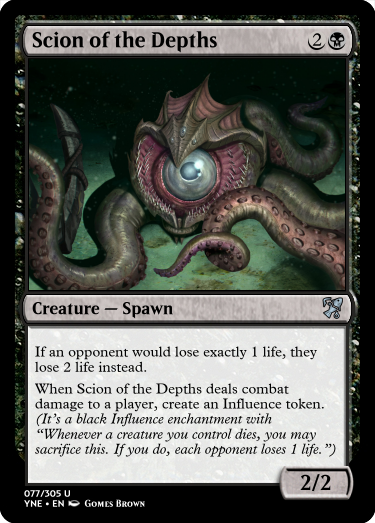 Scion of the Depths 2
Creature — Spawn
If an opponent would lose exactly 1 life, they
lose 2 life instead.
When Scion of the Depths deals combat
damage to a player, create an Influence token.
(It's a black Influence enchantment with
“Whenever a creature you control dies, you may
sacrifice this. If you do, each opponent loses 1 life.”)
2/2
077/305 U
YNE • EN Gomes Brown